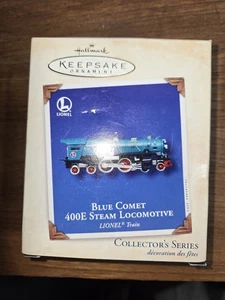 Hallmark
KEEPSAKE
ORNAMENT
L
LIONEL
BLUE COMET
400E STEAM LOCOMOTIVE
LIONEL® Train
COLLECTOR'S SERIES
décoration des fêtes